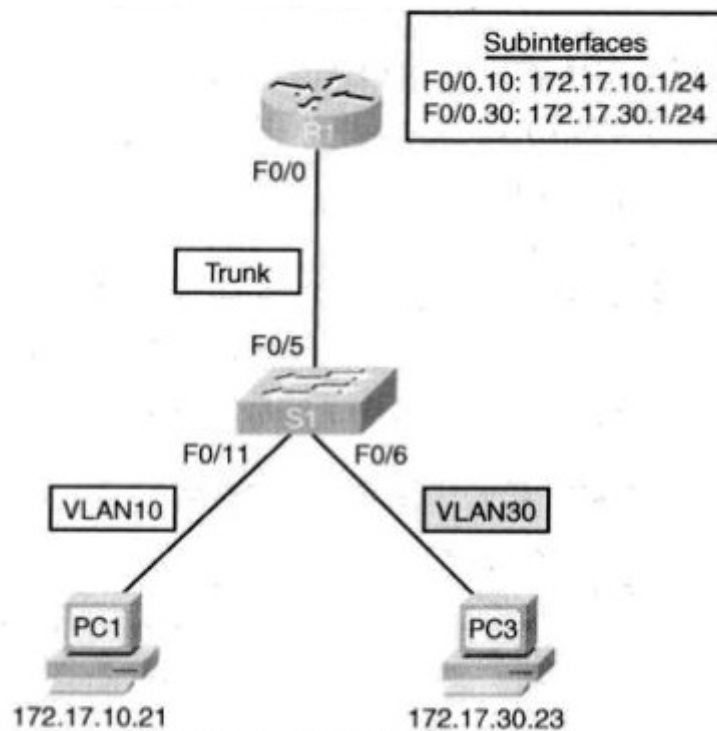 Subinterfaces
F0/0.10: 172.17.10.1/24
F0/0.30: 172.17.30.1/24
R1
F0/0
Trunk
F0/5
S1
F0/11
F0/6
VLAN10
VLAN30
PC1
PC3
172.17.10.21
172.17.30.23